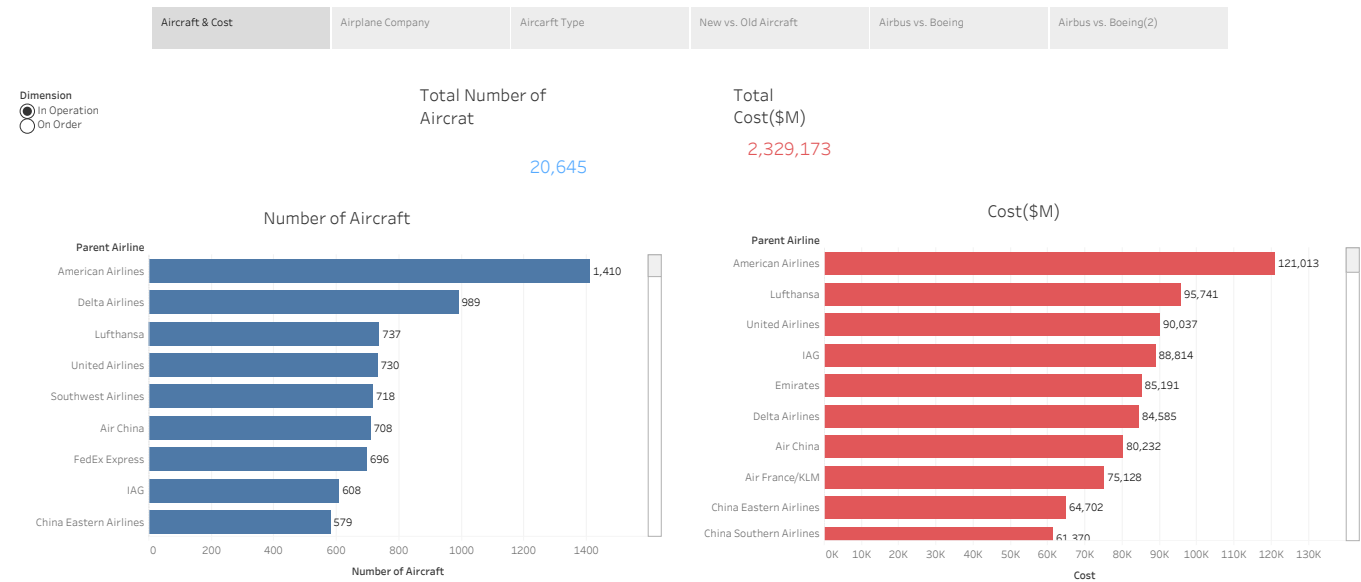 Aircraft & Cost
Airplane Company
Aircarft Type
New vs. Old Aircraft
Airbus vs. Boeing
Airbus vs. Boeing(2)
Dimension
In Operation
On Order
Total Number of
Aircrat
20,645
Total
Cost($M)
2,329,173
Number of Aircraft
Parent Airline
American Airlines 1,410
Delta Airlines 989
Lufthansa 737
United Airlines 730
Southwest Airlines 718
Air China 708
FedEx Express 696
IAG 608
China Eastern Airlines 579
0 200 400 600 800 1000 1200 1400
Number of Aircraft
Cost($M)
Parent Airline
American Airlines 121,013
Lufthansa 95,741
United Airlines 90,037
IAG 88,814
Emirates 85,191
Delta Airlines 84,585
Air China 80,232
Air France/KLM 75,128
China Eastern Airlines 64,702
China Southern Airlines 61,370
0K 10K 20K 30K 40K 50K 60K 70K 80K 90K 100K 110K 120K 130K
Cost